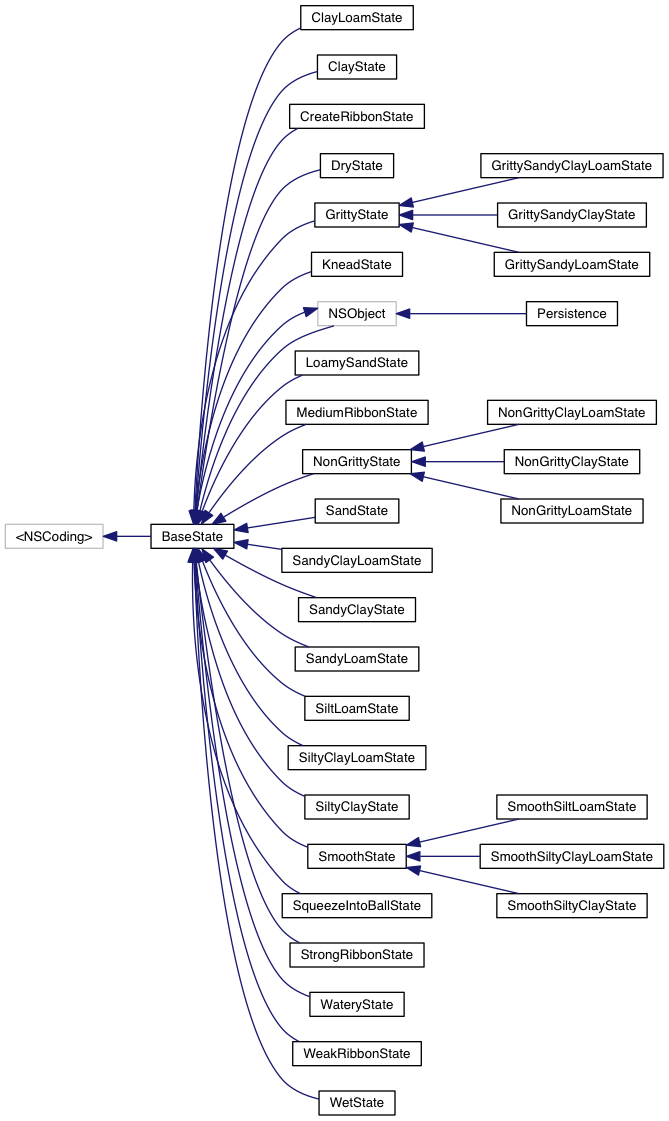 ClayLoamState
ClayState
CreateRibbonState
DryState
GrittySandyClayLoamState
GrittyState
GrittySandyClayState
KneadState
GrittySandyLoamState
NSObject
Persistence
LoamySandState
MediumRibbonState
NonGrittyClayLoamState
NonGrittyState
NonGrittyClayState
SandState
NonGrittyLoamState
<NSCoding>
BaseState
SandyClayLoamState
SandyClayState
SandyLoamState
SiltLoamState
SiltyClayLoamState
SiltyClayState
SmoothSiltLoamState
SmoothState
SmoothSiltyClayLoamState
SqueezeIntoBallState
SmoothSiltyClayState
StrongRibbonState
WateryState
WeakRibbonState
WetState